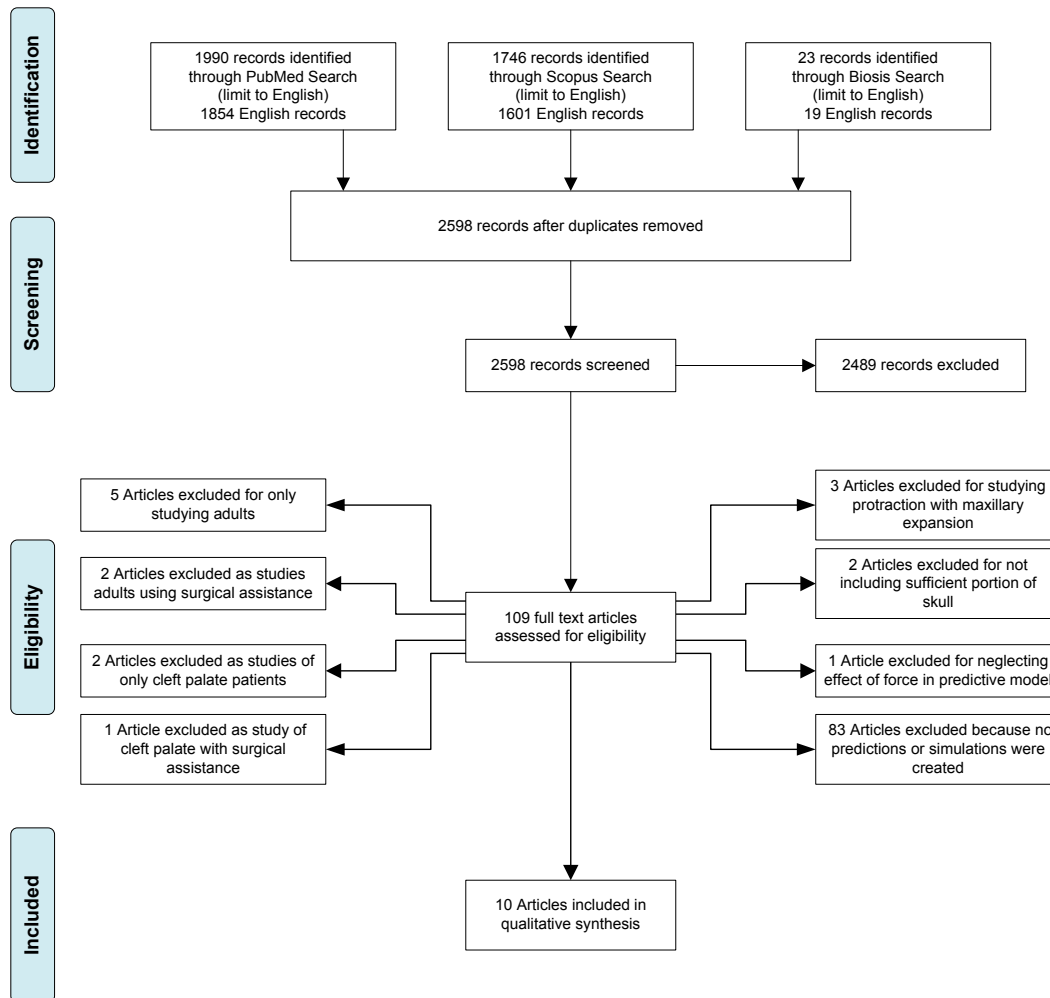 Identification
1990 records identified
through PubMed Search
(limit to English)
1854 English records
1746 records identified
through Scopus Search
(limit to English)
1601 English records
23 records identified
through Biosis Search
(limit to English)
19 English records
2598 records after duplicates removed
Screening
2598 records screened
2489 records excluded
Eligibility
5 Articles excluded for only
studying adults
3 Articles excluded for studying
protraction with maxillary
expansion
2 Articles excluded as studies
adults using surgical assistance
2 Articles excluded for not
including sufficient portion of
skull
109 full text articles
assessed for eligibility
2 Articles excluded as studies of
only cleft palate patients
1 Article excluded for neglecting
effect of force in predictive model
1 Article excluded as study of
cleft palate with surgical
assistance
83 Articles excluded because no
predictions or simulations were
created
Included
10 Articles included in
qualitative synthesis